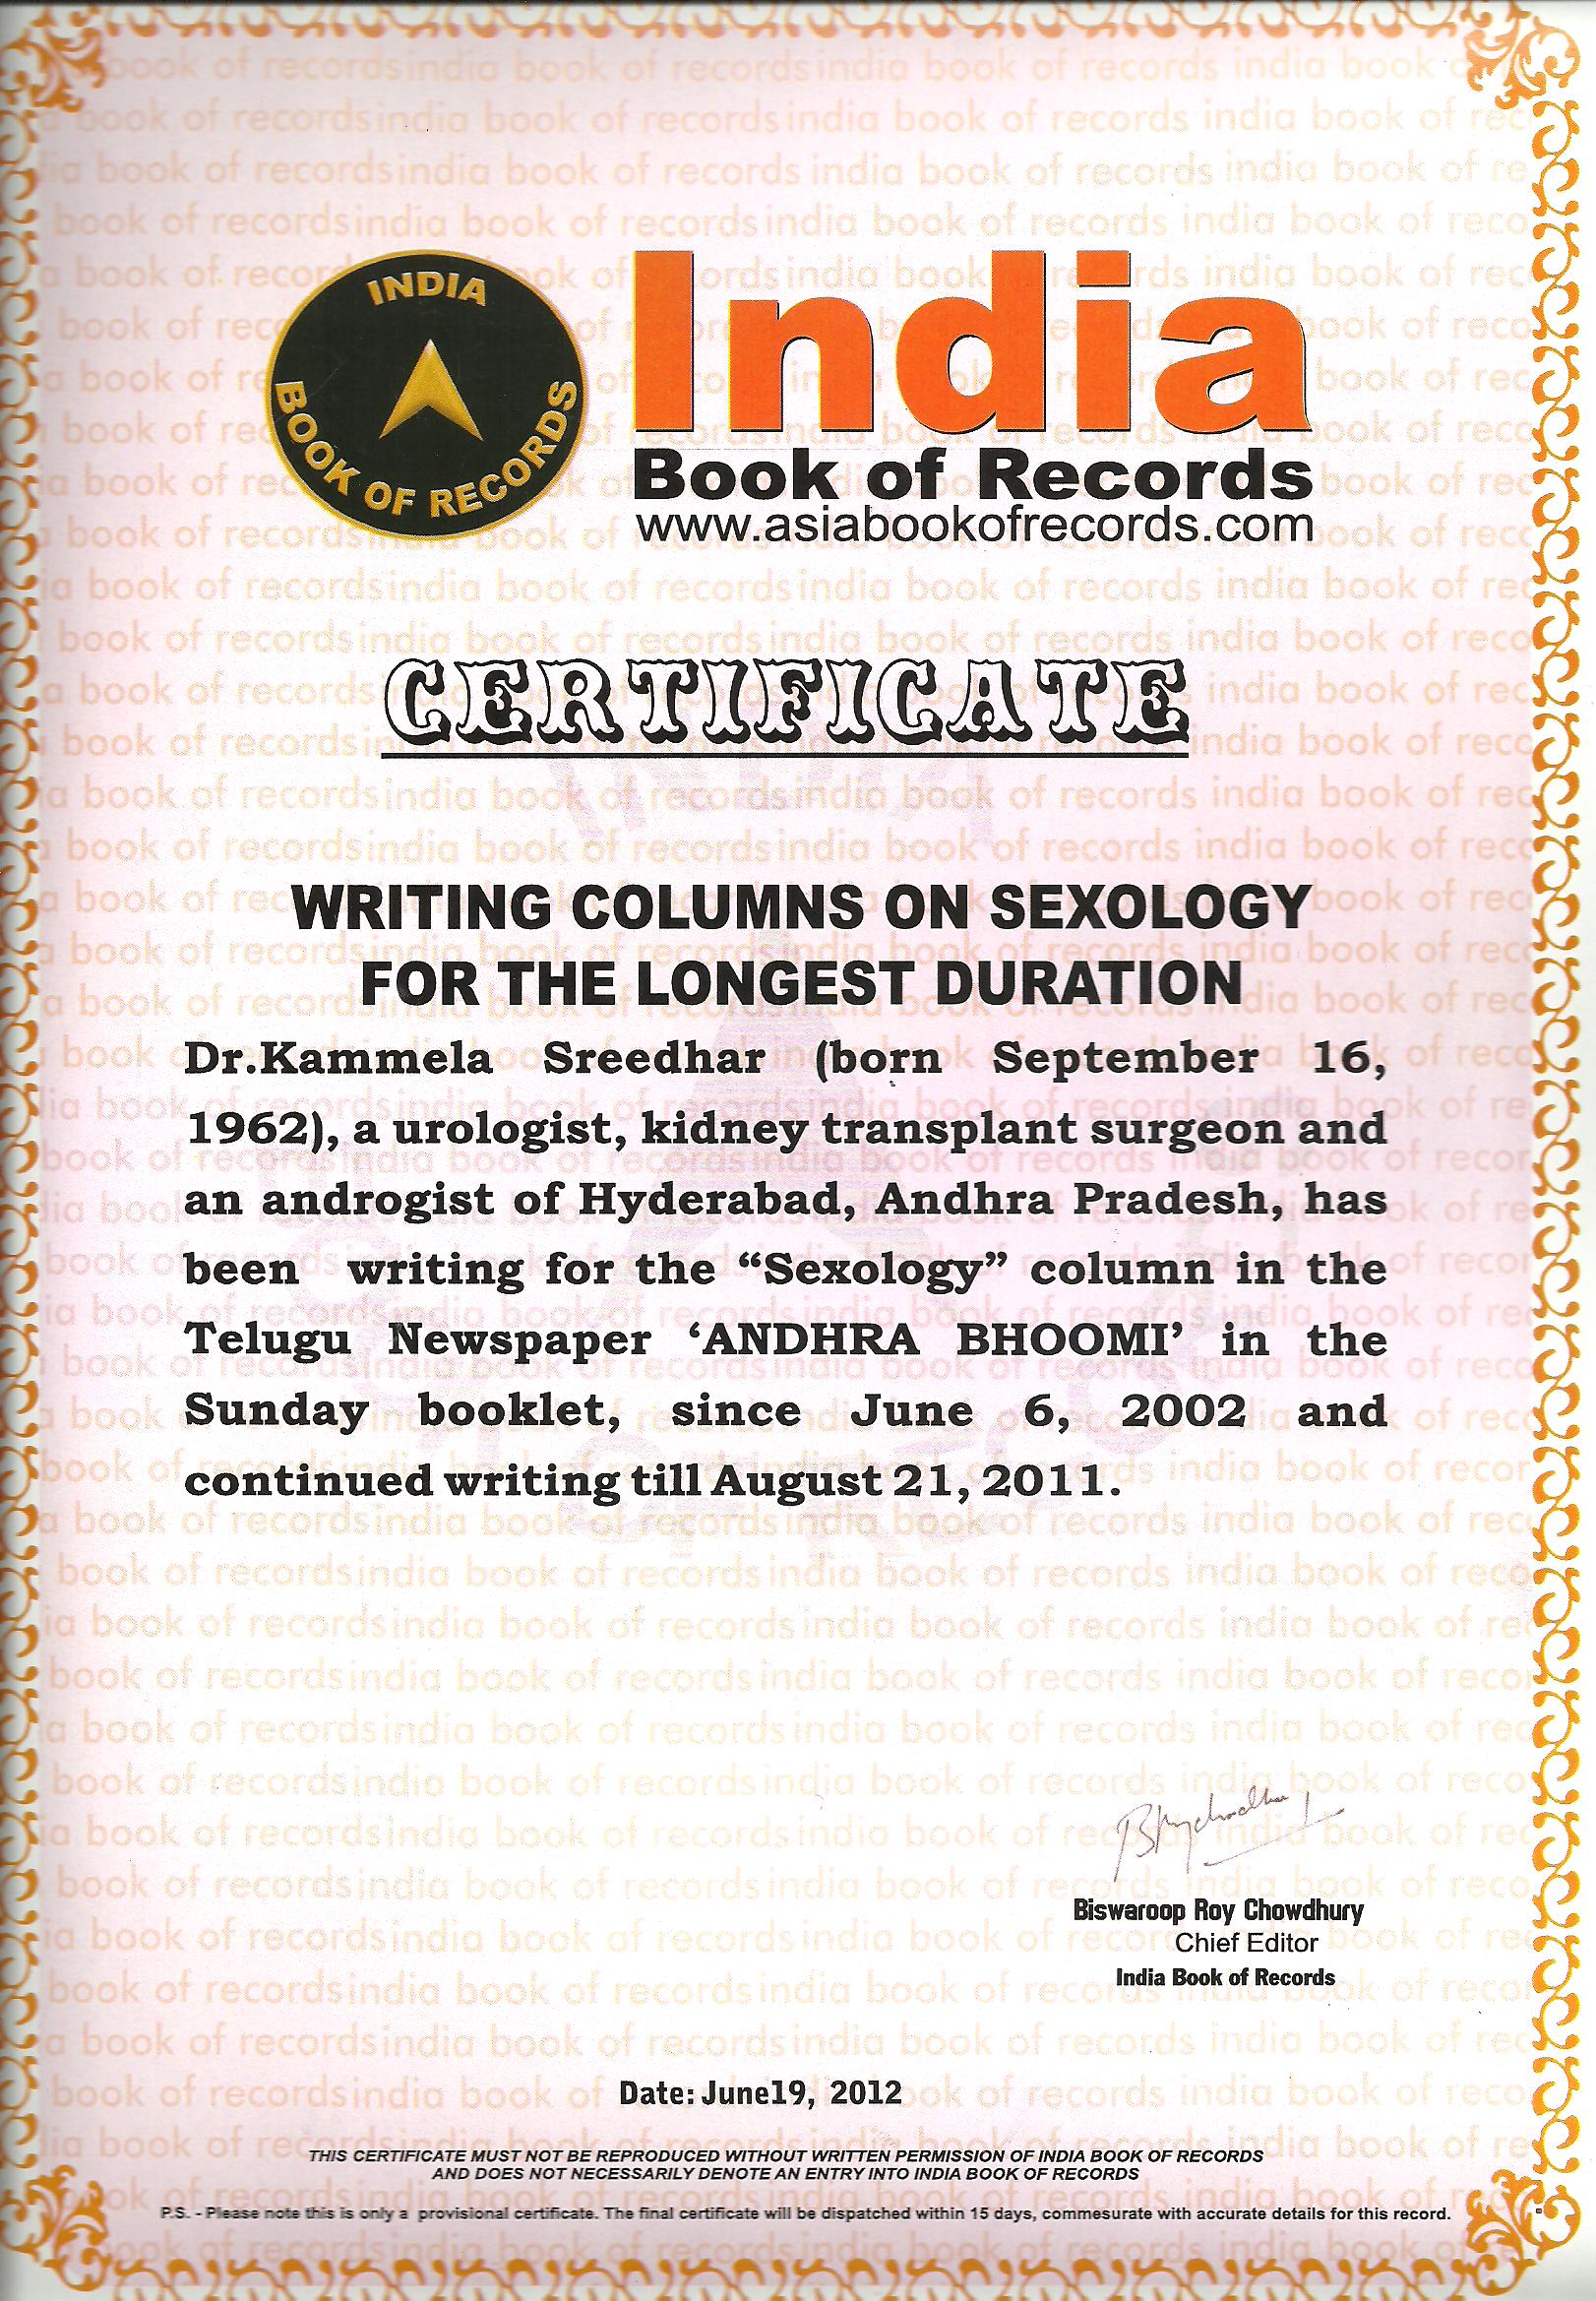 INDIA
BOOK OF RECORDS
India
Book of Records
www.asiabookofrecords.com
CERTIFICATE
WRITING COLUMNS ON SEXOLOGY
FOR THE LONGEST DURATION
Dr.Kammela Sreedhar (born September 16,
1962), a urologist, kidney transplant surgeon and
an androgist of Hyderabad, Andhra Pradesh, has
been writing for the “Sexology” column in the
Telugu Newspaper ‘ANDHRA BHOOMI’ in the
Sunday booklet, since June 6, 2002 and
continued writing till August 21, 2011.
Biswaroop Roy Chowdhury
Chief Editor
India Book of Records
Date: June19, 2012
THIS CERTIFICATE MUST NOT BE REPRODUCED WITHOUT WRITTEN PERMISSION OF INDIA BOOK OF RECORDS
AND DOES NOT NECESSARILY DENOTE AN ENTRY INTO INDIA BOOK OF RECORDS
P.S. - Please note this is only a provisional certificate. The final certificate will be dispatched within 15 days, commesurate with accurate details for this record.